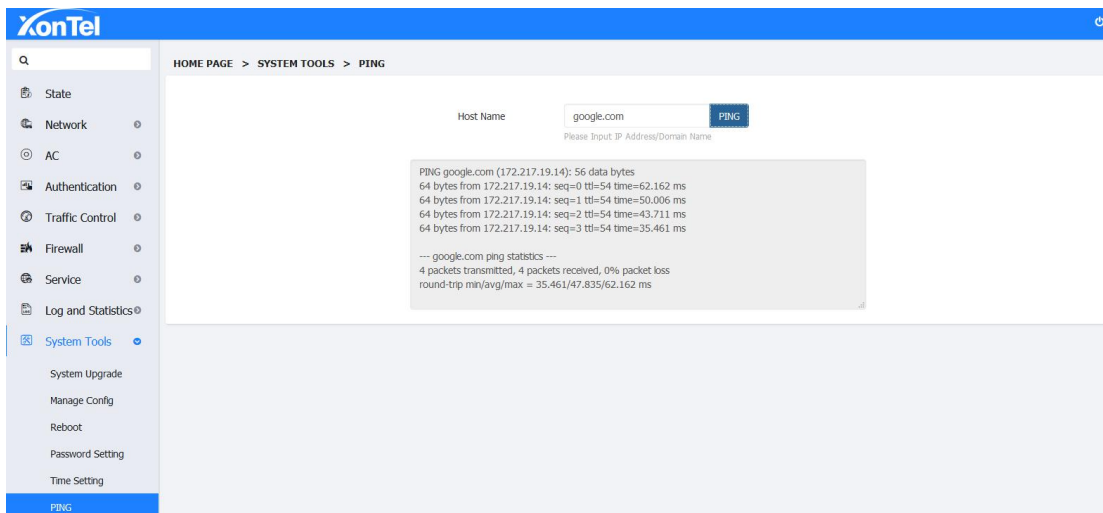 XonTel
HOME PAGE > SYSTEM TOOLS > PING
State
Network
AC
Authentication
Traffic Control
Firewall
Service
Log and Statistics
System Tools
System Upgrade
Manage Config
Reboot
Password Setting
Time Setting
PING
Host Name
google.com
PING
Please Input IP Address/Domain Name
PING google.com (172.217.19.14): 56 data bytes
64 bytes from 172.217.19.14: seq=0 ttl=54 time=62.162 ms
64 bytes from 172.217.19.14: seq=1 ttl=54 time=50.006 ms
64 bytes from 172.217.19.14: seq=2 ttl=54 time=43.711 ms
64 bytes from 172.217.19.14: seq=3 ttl=54 time=35.461 ms
--- google.com ping statistics ---
4 packets transmitted, 4 packets received, 0% packet loss
round-trip min/avg/max = 35.461/47.835/62.162 ms